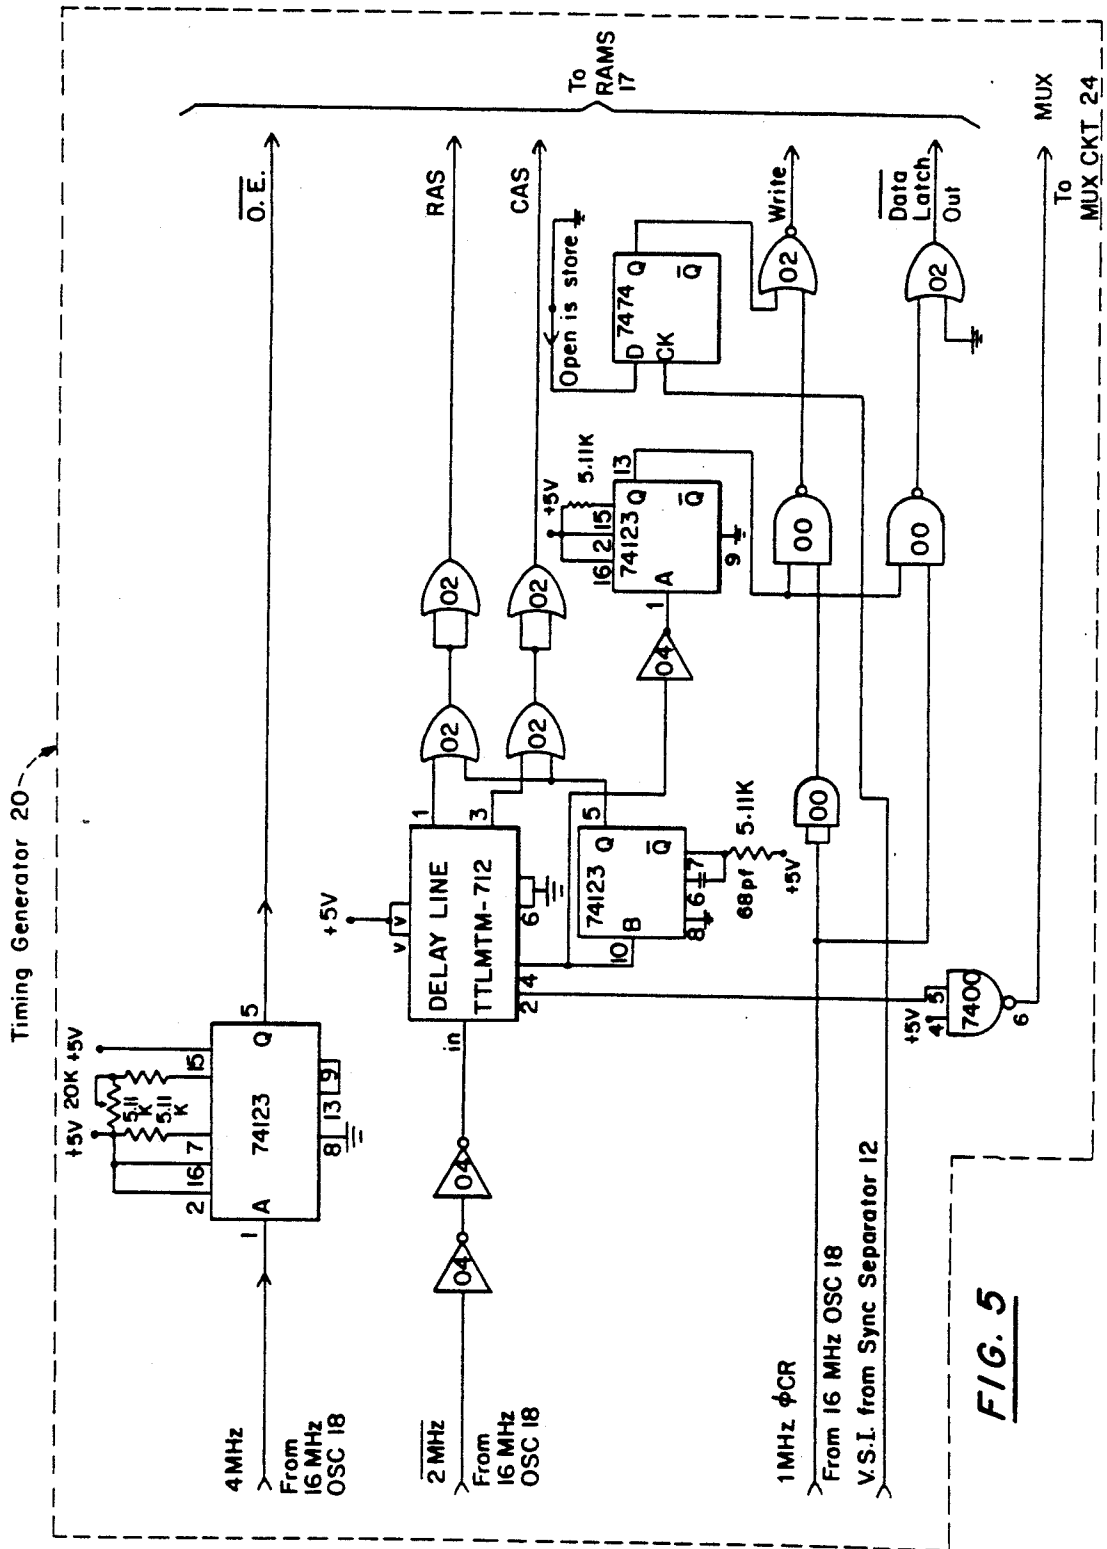 Timing Generator 20
4MHz
From
16 MHz
OSC 18
1
A
2
16
7
15
74123
Q
5
8
13
9
+5V
20K
+5V
5.11
K
5.11
K
O.E.
2 MHz
From
16 MHz
OSC 18
04
04
in
+5V
V
V
DELAY LINE
TTLMTM-712
1
3
2
4
6
02
02
RAS
02
02
CAS
10
B
74123
Q
5
Q
8
6
7
68pf
5.11K
+5V
04
1
A
16
2
15
74123
Q
13
Q
9
+5V
5.11K
Open is store
D
CK
7474
Q
Q
1MHz ϕCR
From 16 MHz OSC 18
V.S.I. from Sync Separator 12
00
00
02
Write
00
02
Data
Latch
Out
To
RAMS
17
+5V
4
5
7400
6
MUX
To
MUX CKT 24
FIG. 5